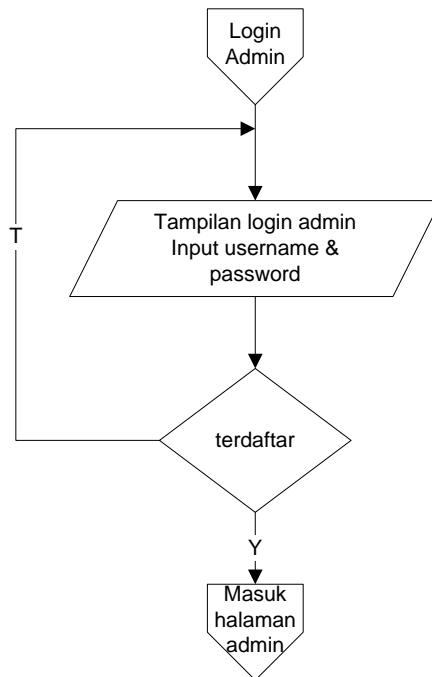 Login
Admin
T
Tampilan login admin
Input username &
password
terdaftar
Y
Masuk
halaman
admin